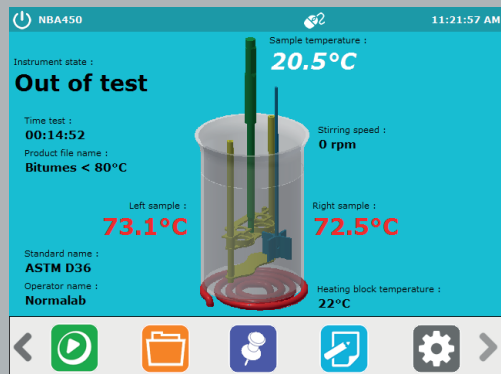 NBA450
11:21:57 AM
Sample temperature :
20.5°C
Instrument state :
Out of test
Time test :
00:14:52
Product file name :
Bitumes < 80°C
Stirring speed :
0 rpm
Left sample :
73.1°C
Right sample :
72.5°C
Standard name :
ASTM D36
Operator name :
Normalab
Heating block temperature :
22°C